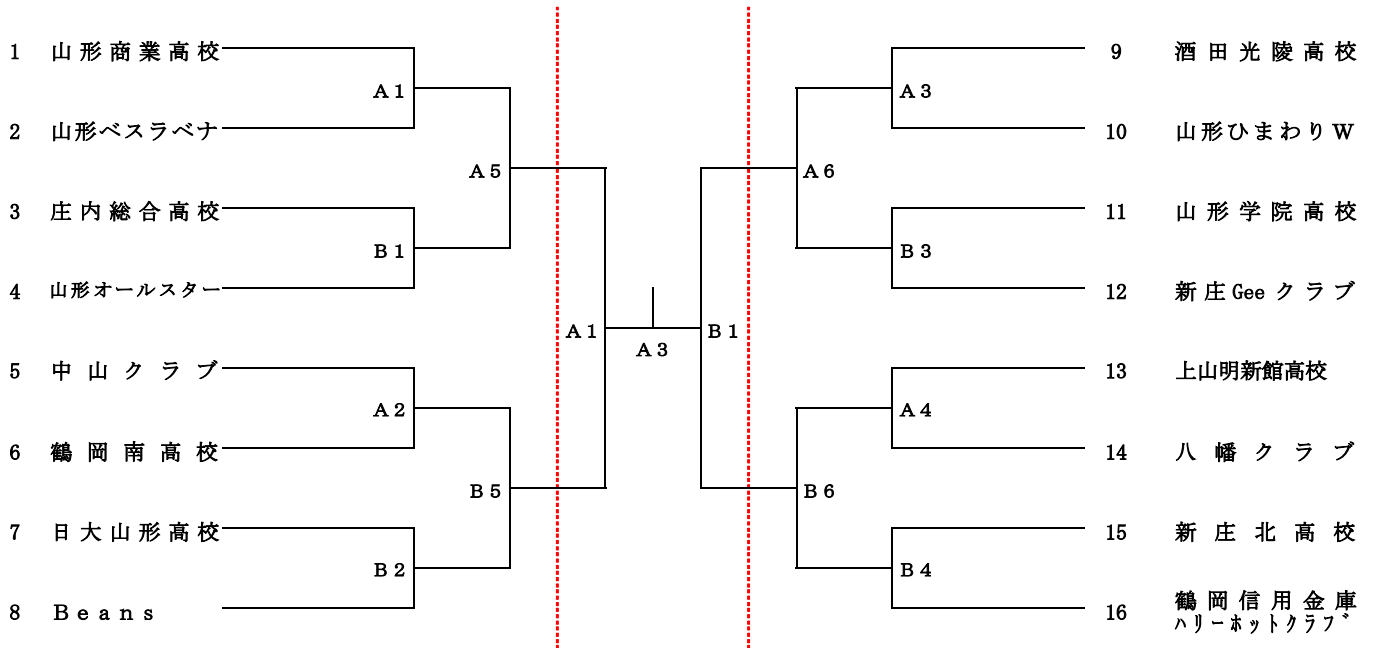 1 山形商業高校
9 酒田光陵高校
A1
A3
2 山形ベスラベナ
10 山形ひまわりW
A5
A6
3 庄内総合高校
11 山形学院高校
B1
B3
4 山形オールスター
12 新庄Geeクラブ
A1
B1
A3
5 中山クラブ
13 上山明新館高校
A2
A4
6 鶴岡南高校
14 八幡クラブ
B5
B6
7 日大山形高校
15 新庄北高校
B2
B4
8 Beans
16 鶴岡信用金庫
ハリーホットクラブ